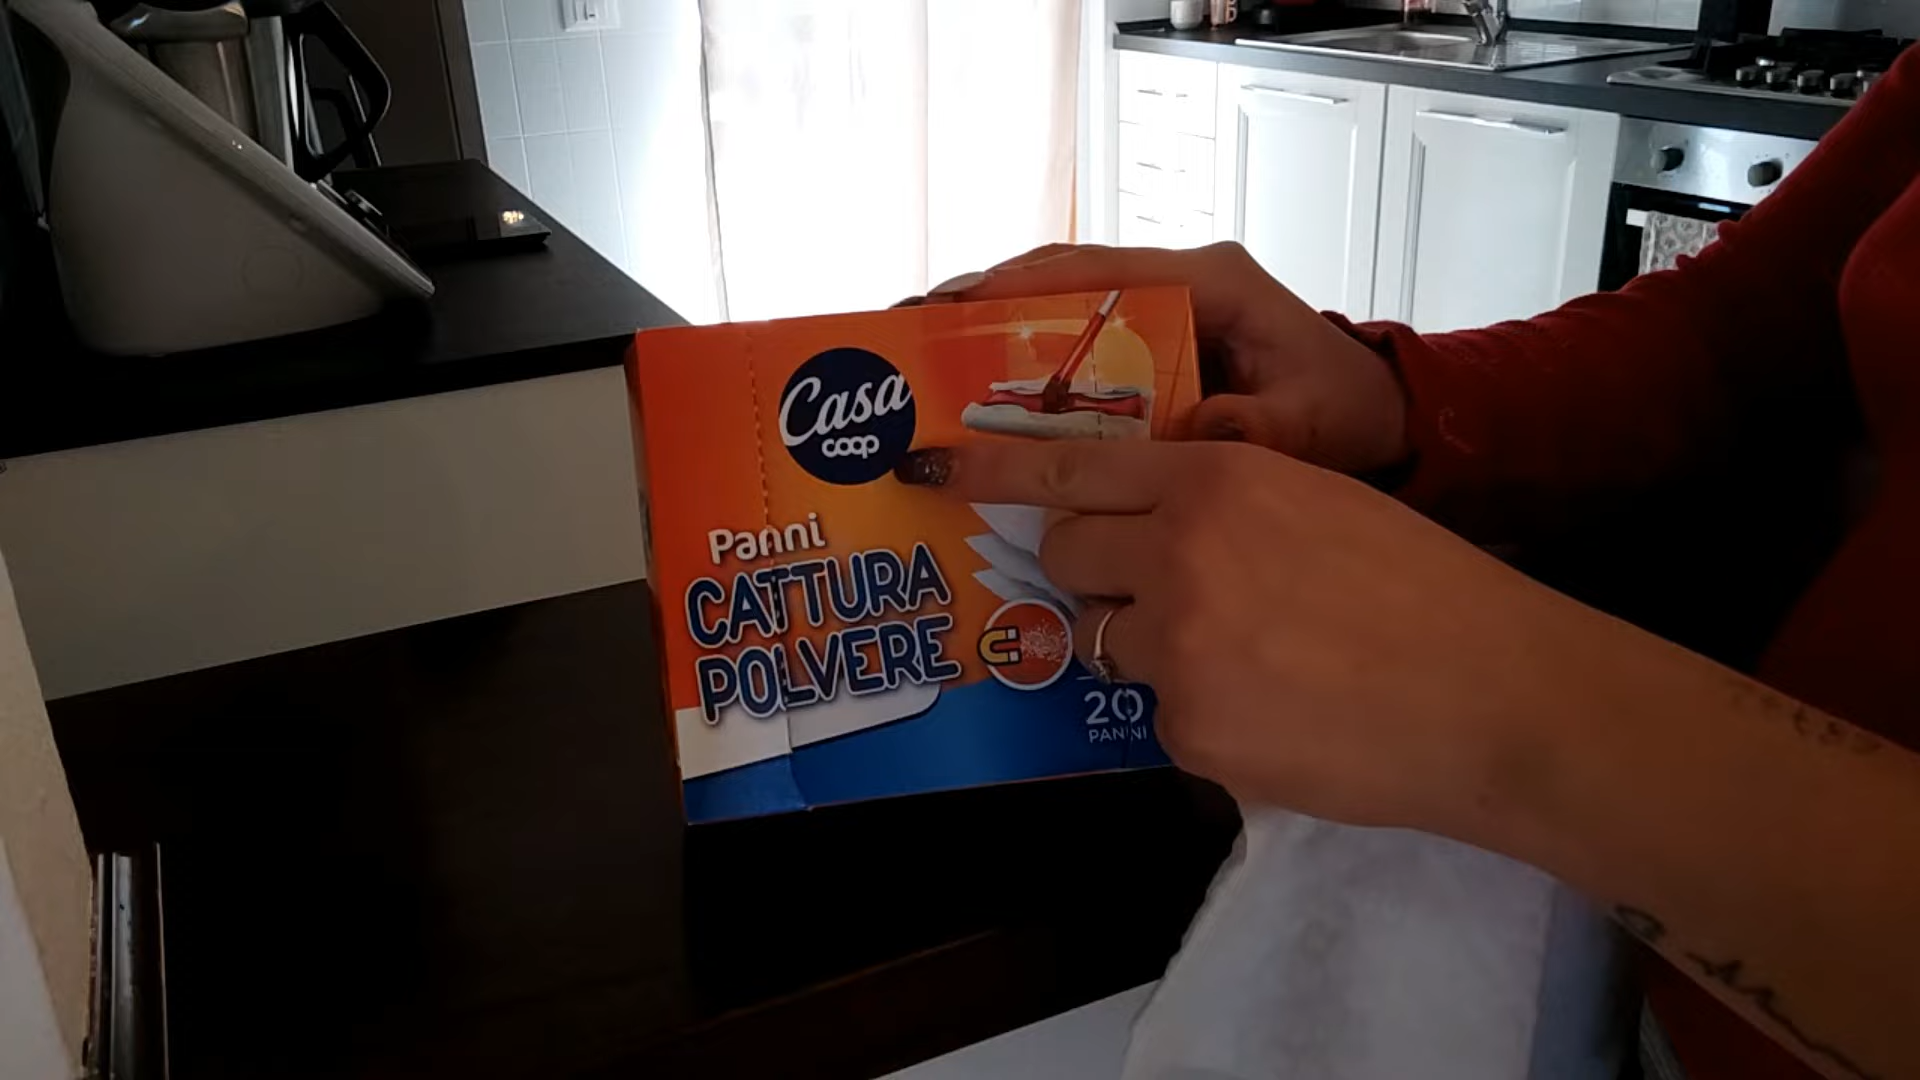 Casa
coop
Panni
CATTURA
POLVERE
20
PANNI